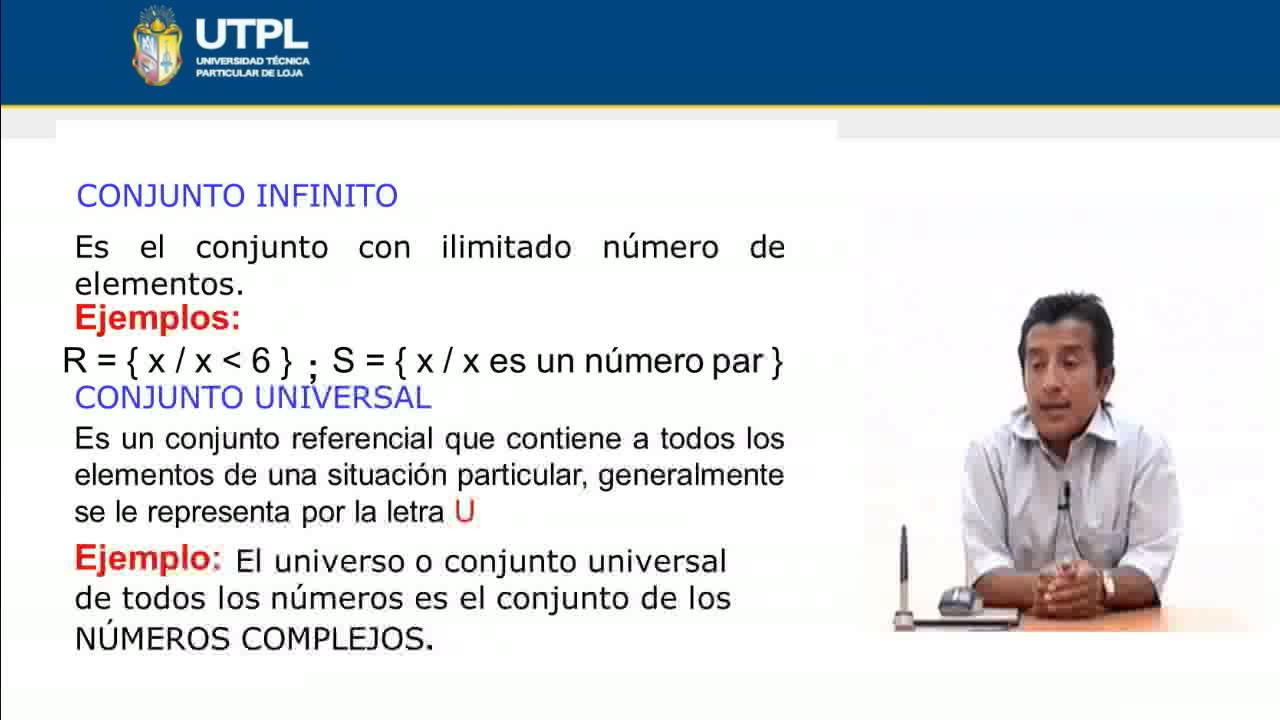 UTPL
UNIVERSIDAD TÉCNICA
PARTICULAR DE LOJA
CONJUNTO INFINITO
Es el conjunto con ilimitado número de
elementos.
Ejemplos:
R = { x / x < 6 } ; S = { x / x es un número par }
CONJUNTO UNIVERSAL
Es un conjunto referencial que contiene a todos los
elementos de una situación particular, generalmente
se le representa por la letra U
Ejemplo: El universo o conjunto universal
de todos los números es el conjunto de los
NÚMEROS COMPLEJOS.